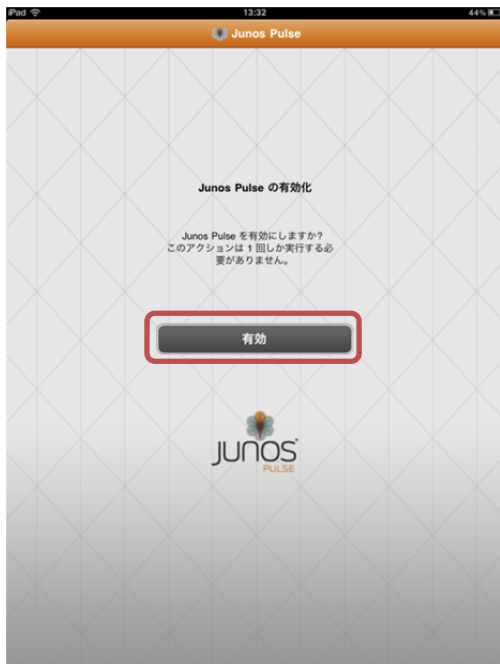 iPad 13:32 44%
Junos Pulse
Junos Pulse の有効化
Junos Pulse を有効にしますか?
このアクションは 1 回しか実行する必
要がありません。
有効
JUNOS
PULSE